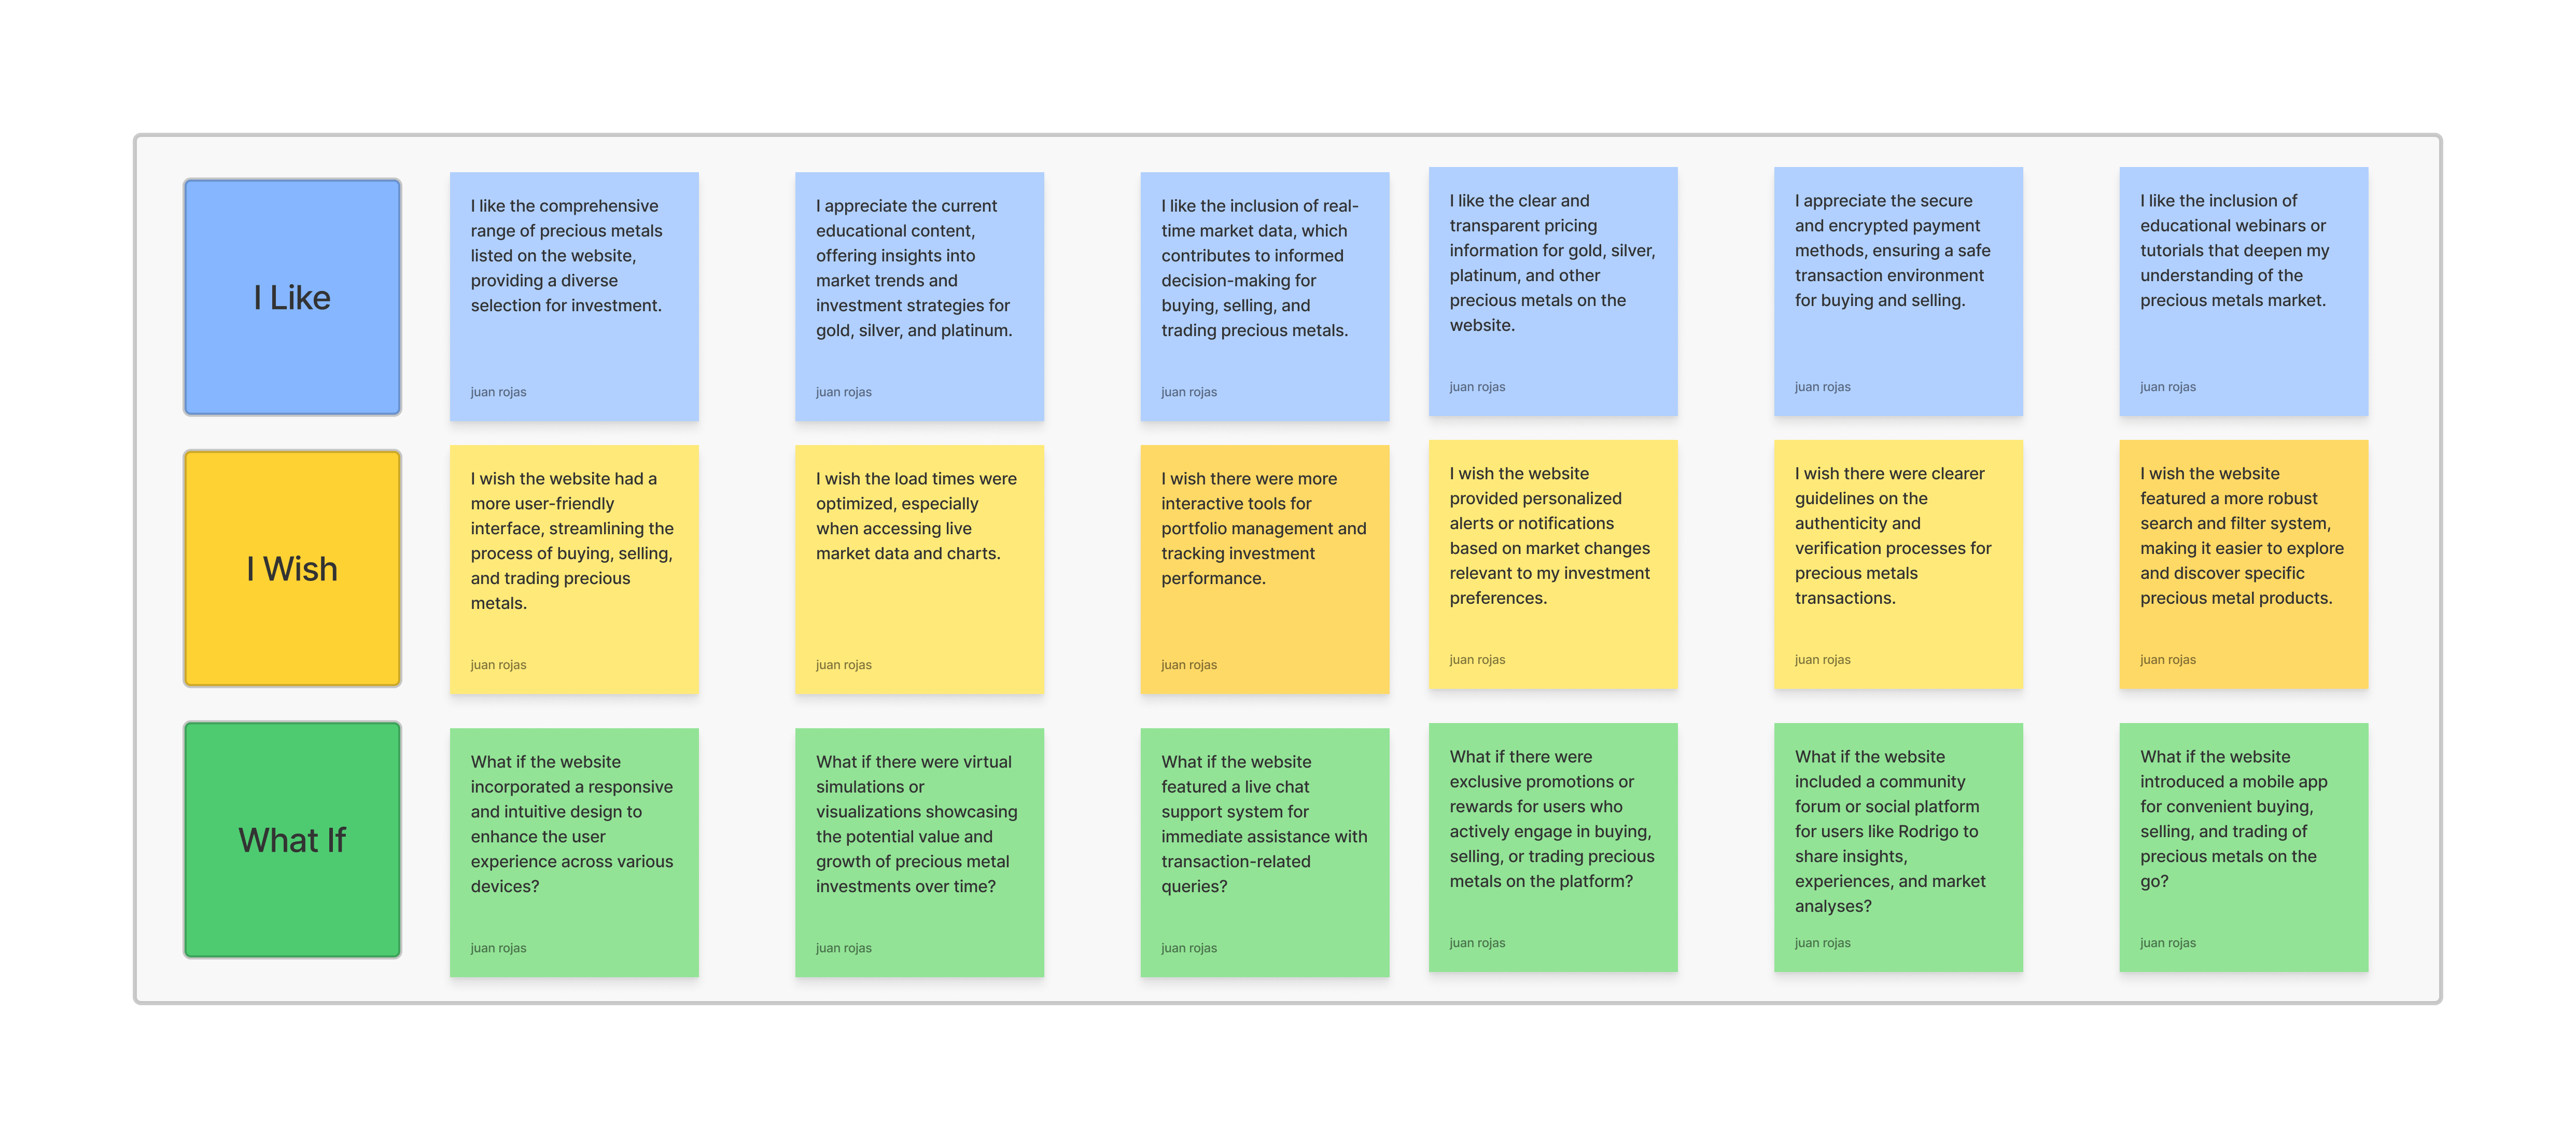 I Like
I like the comprehensive
range of precious metals
listed on the website,
providing a diverse
selection for investment.
juan rojas
I appreciate the current
educational content,
offering insights into
market trends and
investment strategies for
gold, silver, and platinum.
juan rojas
I like the inclusion of real-
time market data, which
contributes to informed
decision-making for
buying, selling, and
trading precious metals.
juan rojas
I like the clear and
transparent pricing
information for gold, silver,
platinum, and other
precious metals on the
website.
juan rojas
I appreciate the secure
and encrypted payment
methods, ensuring a safe
transaction environment
for buying and selling.
juan rojas
I like the inclusion of
educational webinars or
tutorials that deepen my
understanding of the
precious metals market.
juan rojas
I Wish
I wish the website had a
more user-friendly
interface, streamlining the
process of buying, selling,
and trading precious
metals.
juan rojas
I wish the load times were
optimized, especially
when accessing live
market data and charts.
juan rojas
I wish there were more
interactive tools for
portfolio management and
tracking investment
performance.
juan rojas
I wish the website
provided personalized
alerts or notifications
based on market changes
relevant to my investment
preferences.
juan rojas
I wish there were clearer
guidelines on the
authenticity and
verification processes for
precious metals
transactions.
juan rojas
I wish the website
featured a more robust
search and filter system,
making it easier to explore
and discover specific
precious metal products.
juan rojas
What If
What if the website
incorporated a responsive
and intuitive design to
enhance the user
experience across various
devices?
juan rojas
What if there were virtual
simulations or
visualizations showcasing
the potential value and
growth of precious metal
investments over time?
juan rojas
What if the website
featured a live chat
support system for
immediate assistance with
transaction-related
queries?
juan rojas
What if there were
exclusive promotions or
rewards for users who
actively engage in buying,
selling, or trading precious
metals on the platform?
juan rojas
What if the website
included a community
forum or social platform
for users like Rodrigo to
share insights,
experiences, and market
analyses?
juan rojas
What if the website
introduced a mobile app
for convenient buying,
selling, and trading of
precious metals on the
go?
juan rojas